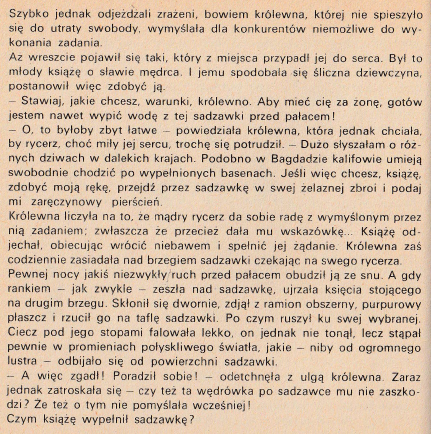 Szybko jednak odjeżdżali zrażeni, bowiem królewna, której nie spieszyło
się do utraty swobody, wymyślała dla konkurentów niemożliwe do wy-
konania zadania.
Aż wreszcie pojawił się taki, który z miejsca przypadł jej do serca. Był to
młody książę o sławie mędrca. I jemu spodobała się śliczna dziewczyna,
postanowił więc zdobyć ją.
– Stawiaj, jakie chcesz, warunki, królewno. Aby mieć cię za żonę, gotów
jestem nawet wypić wodę z tej sadzawki przed pałacem!
– O, to byłoby zbyt łatwe – powiedziała królewna, która jednak chciała,
by rycerz, choć miły jej sercu, trochę się potrudził. – Dużo słyszałam o róż-
nych dziwach w dalekich krajach. Podobno w Bagdadzie kalifowie umieją
swobodnie chodzić po wypełnionych basenach. Jeśli więc chcesz, książę,
zdobyć moją rękę, przejdź przez sadzawkę w swej żelaznej zbroi i podaj
mi zaręczynowy pierścień.
Królewna liczyła na to, że mądry rycerz da sobie radę z wymyślonym przez
nią zadaniem; zwłaszcza że przecież dała mu wskazówkę... Książę od-
jechał, obiecując wrócić niebawem i spełnić jej żądanie. Królewna zaś
codziennie zasiadała nad brzegiem sadzawki czekając na swego rycerza.
Pewnej nocy jakiś niezwykły ruch przed pałacem obudził ją ze snu. A gdy
rankiem – jak zwykle – zeszła nad sadzawkę, ujrzała księcia stojącego
na drugim brzegu. Skłonił się dwornie, zdjął z ramion obszerny, purpurowy
płaszcz i rzucił go na taflę sadzawki. Po czym ruszył ku swej wybranej.
Ciecz pod jego stopami falowała lekko, on jednak nie tonął, lecz stąpał
pewnie w promieniach połyskliwego światła, jakie – niby od ogromnego
lustra – odbijało się od powierzchni sadzawki.
– A więc zgadł! Poradził sobie! – odetchnęła z ulgą królewna. Zaraz
jednak zatroskała się – czy też ta wędrówka po sadzawce mu nie zaszko-
dzi? Że też o tym nie pomyślała wcześniej!
Czym książę wypełnił sadzawkę?